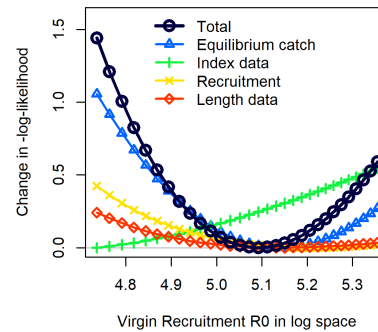 Total
Equilibrium catch
Index data
Recruitment
Length data
Change in -log-likelihood
1.5
1.0
0.5
0.0
4.8 4.9 5.0 5.1 5.2 5.3
Virgin Recruitment R0 in log space